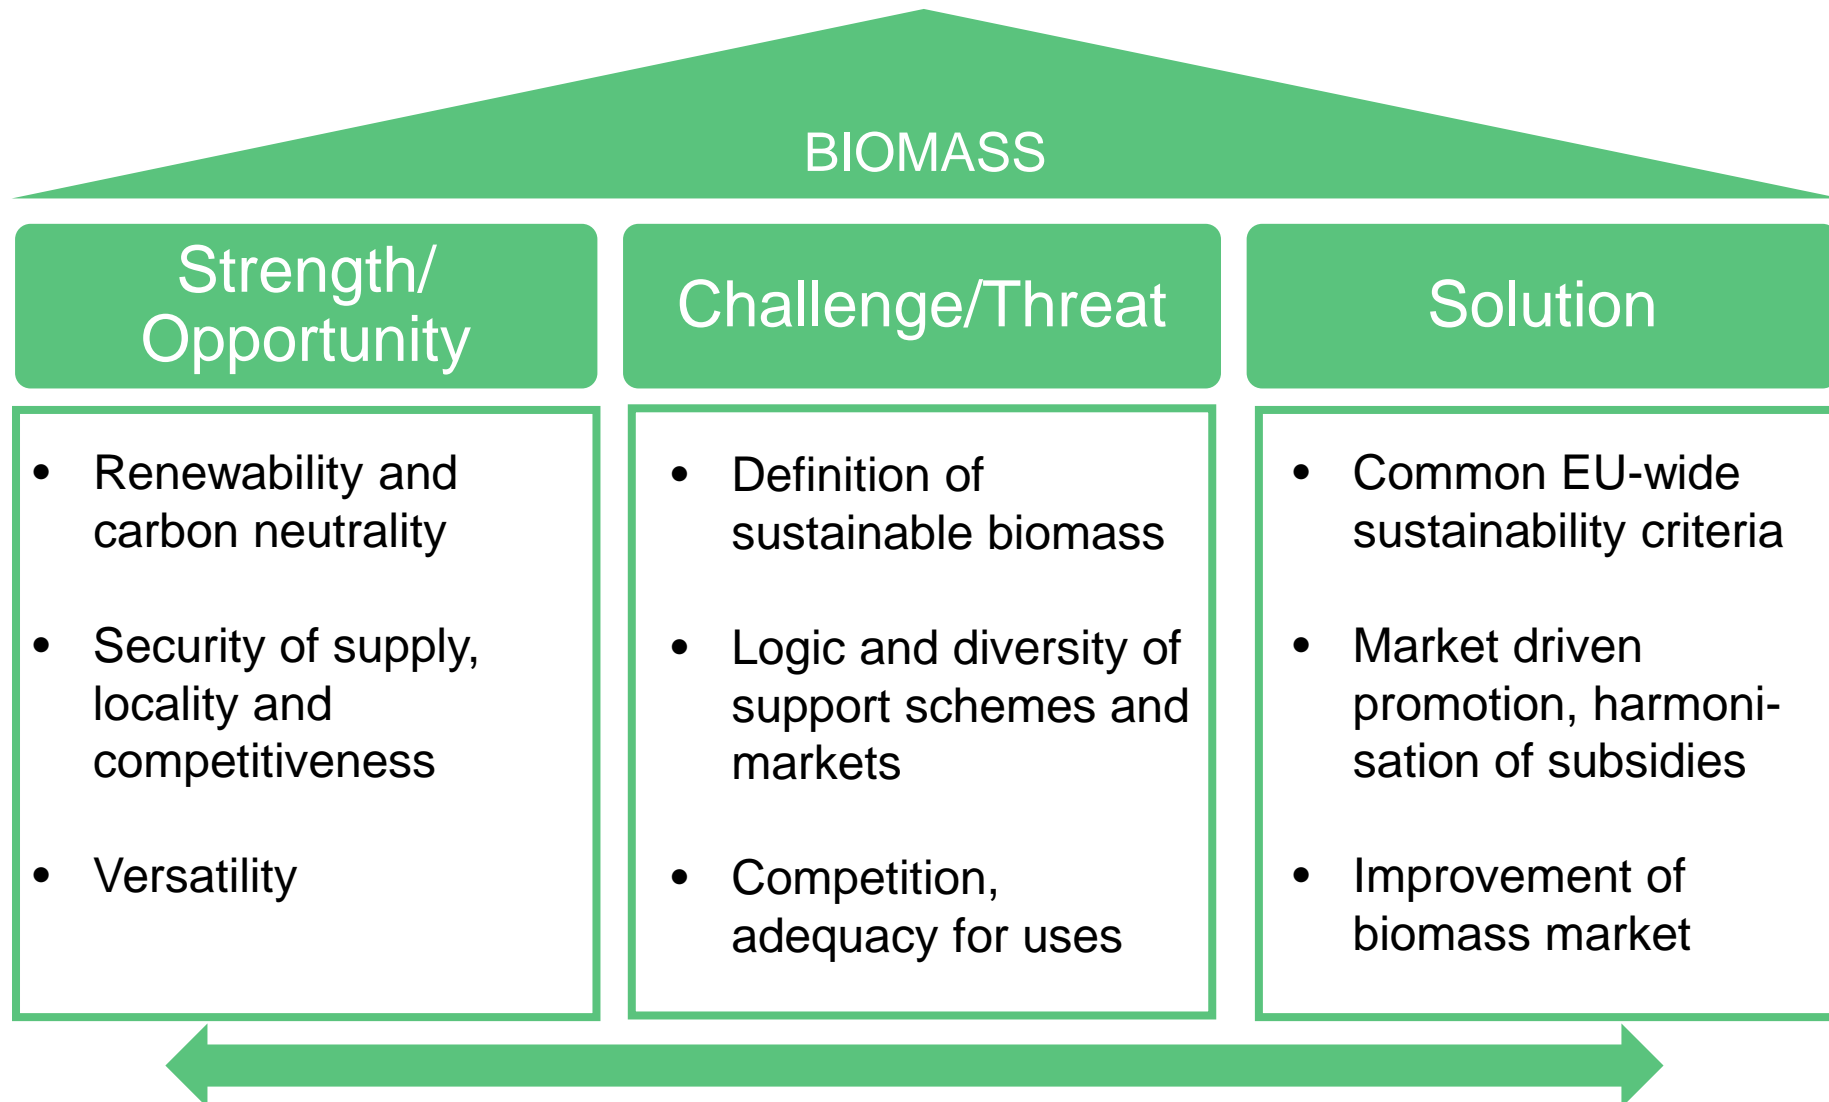 BIOMASS
Strength/
Opportunity
• Renewability and
carbon neutrality
• Security of supply,
locality and
competitiveness
• Versatility
Challenge/Threat
• Definition of
sustainable biomass
• Logic and diversity of
support schemes and
markets
• Competition,
adequacy for uses
Solution
• Common EU-wide
sustainability criteria
• Market driven
promotion, harmoni-
sation of subsidies
• Improvement of
biomass market